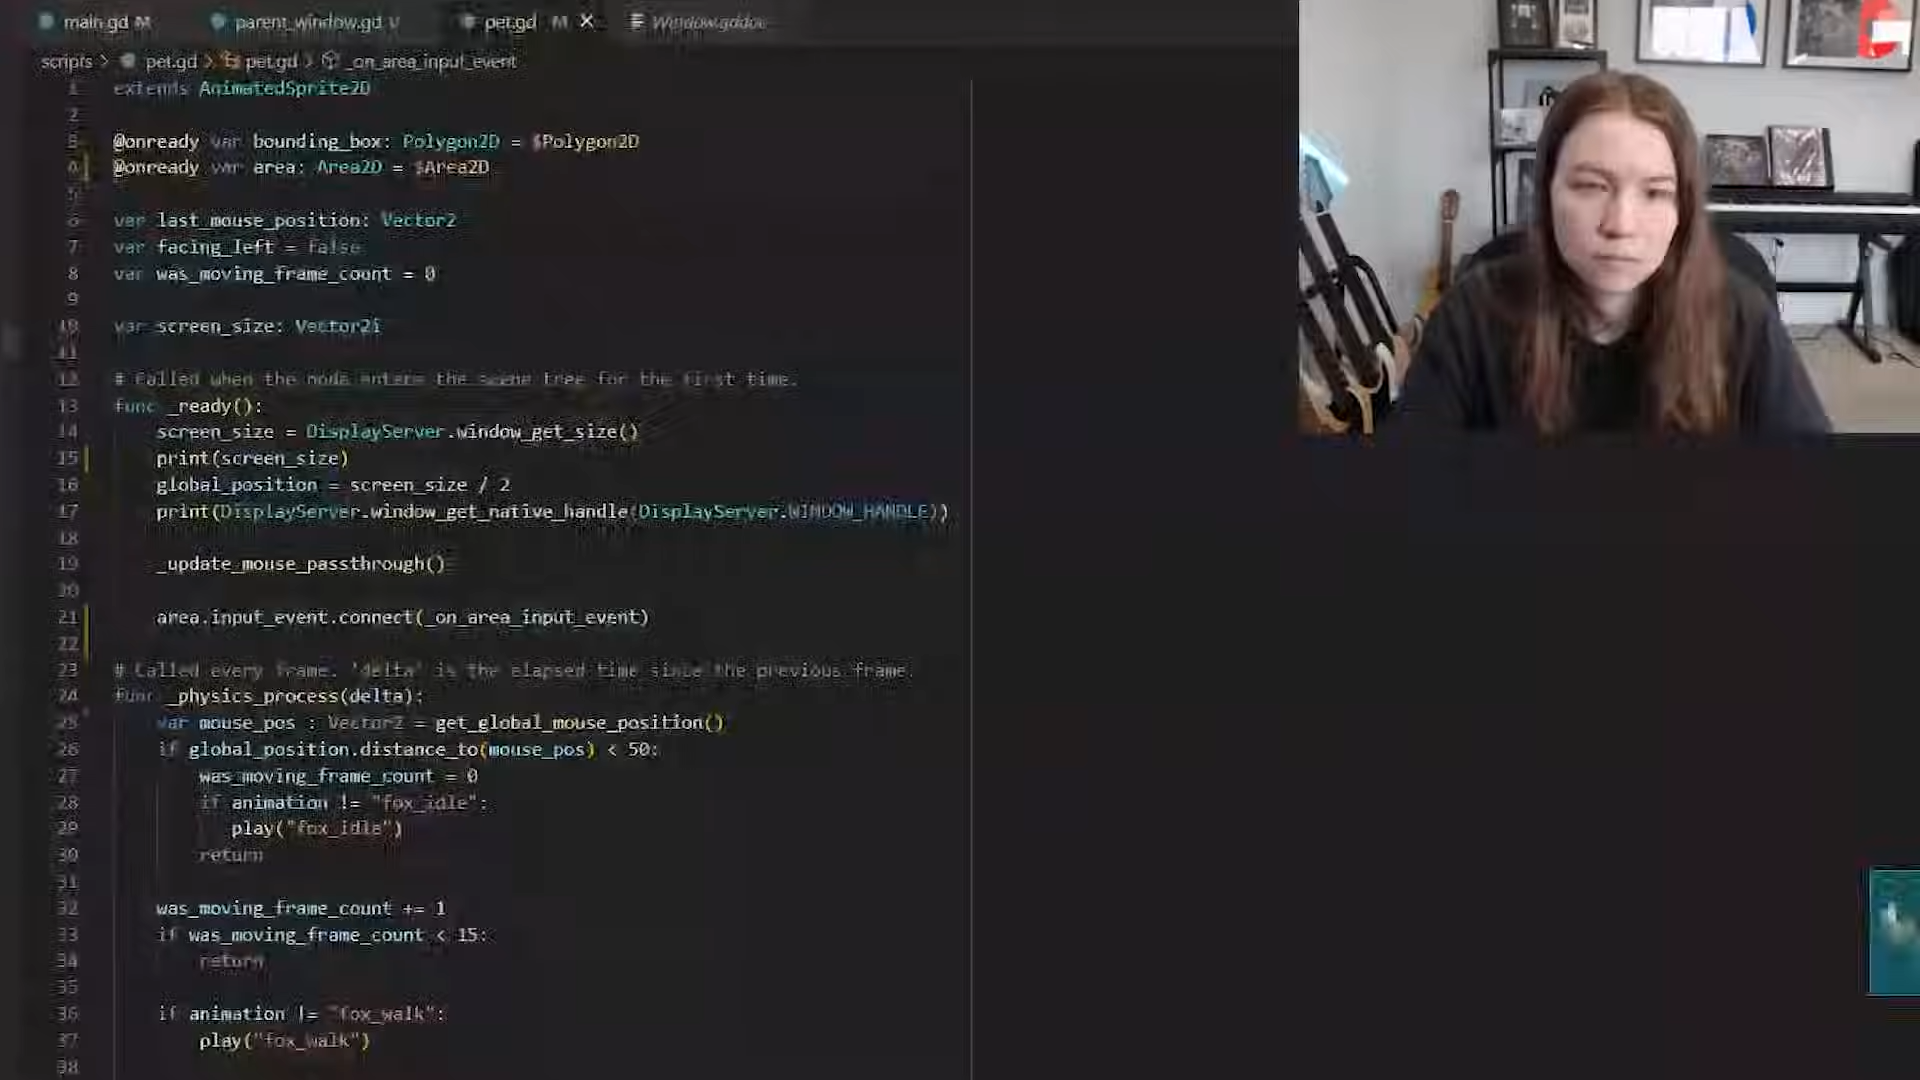 main.gd M
parent_window.gd U
pet.gd M
Window.gddoc
scripts > pet.gd > pet.gd > _on_area_input_event
1 extends AnimatedSprite2D
2
3 @onready var bounding_box: Polygon2D = $Polygon2D
4 @onready var area: Area2D = $Area2D
5
6 var last_mouse_position: Vector2
7 var facing_left = false
8 var was_moving_frame_count = 0
9
10 var screen_size: Vector2i
11
12 # Called when the node enters the scene tree for the first time.
13 func _ready():
14 screen_size = DisplayServer.window_get_size()
15 print(screen_size)
16 global_position = screen_size / 2
17 print(DisplayServer.window_get_native_handle(DisplayServer.WINDOW_HANDLE))
18
19 _update_mouse_passthrough()
20
21 area.input_event.connect(_on_area_input_event)
22
23 # Called every frame. 'delta' is the elapsed time since the previous frame.
24 func _physics_process(delta):
25 var mouse_pos : Vector2 = get_global_mouse_position()
26 if global_position.distance_to(mouse_pos) < 50:
27 was_moving_frame_count = 0
28 if animation != "fox_idle":
29 play("fox_idle")
30 return
31
32 was_moving_frame_count += 1
33 if was_moving_frame_count < 15:
34 return
35
36 if animation != "fox_walk":
37 play("fox_walk")
38